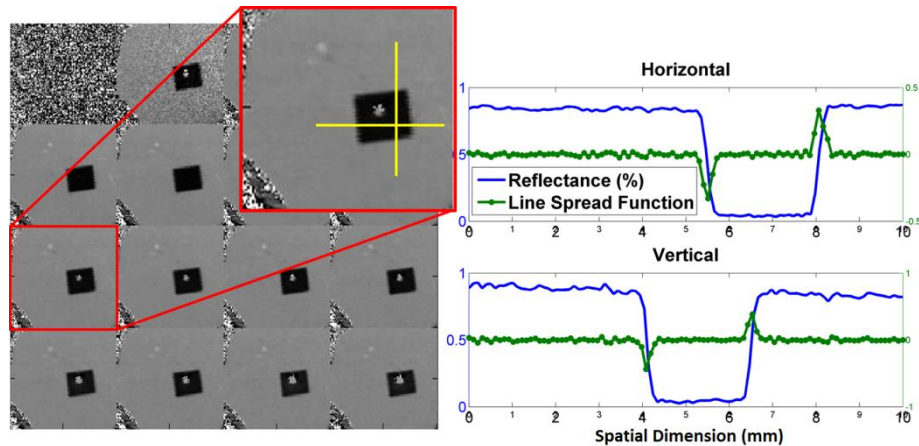 Horizontal
1
0.5
0
0.5
0
-0.5
Reflectance (%)
Line Spread Function
0 1 2 3 4 5 6 7 8 9 10
Vertical
1
0.5
0
1
0
-1
0 1 2 3 4 5 6 7 8 9 10
Spatial Dimension (mm)